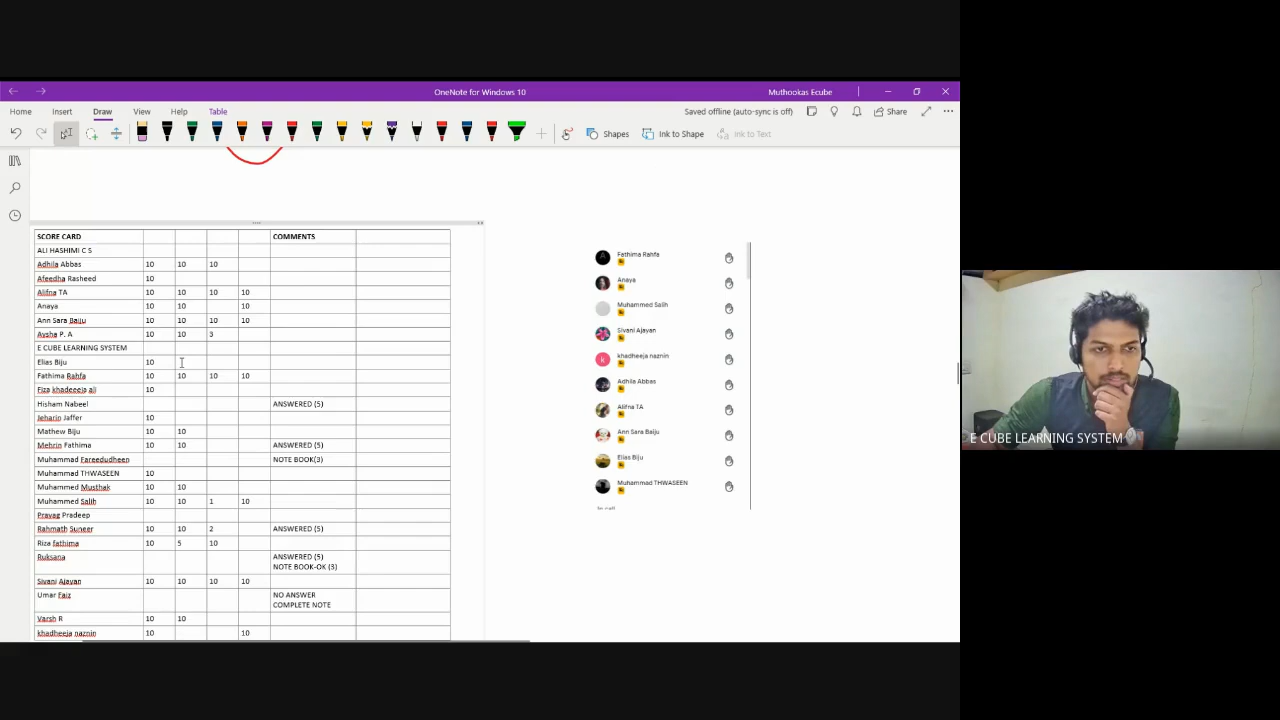 OneNote for Windows 10
Muthookas Ecube
Home Insert Draw View Help Table
Saved offline (auto-sync is off)
Share
Shapes
Ink to Shape
Ink to Text
SCORE CARD COMMENTS
ALI HASHIMI C S
Adhila Abbas 10 10 10
Afeedha Rasheed 10
Alifna TA 10 10 10 10
Anaya 10 10 10
Ann Sara Baiju 10 10 10 10
Aysha P. A 10 10 3
E CUBE LEARNING SYSTEM
Elias Biju 10
Fathima Rahfa 10 10 10 10
Fiza khadeeeja ali 10
Hisham Nabeel ANSWERED (5)
Jeharin Jaffer 10
Mathew Biju 10 10
Mehrin Fathima 10 10 ANSWERED (5)
Muhammad Fareedudheen NOTE BOOK(3)
Muhammad THWASEEN 10
Muhammed Musthak 10 10
Muhammed Salih 10 10 1 10
Prayag Pradeep
Rahmath Suneer 10 10 2 ANSWERED (5)
Riza fathima 10 5 10
Ruksana ANSWERED (5)
NOTE BOOK-OK (3)
Sivani Ajayan 10 10 10 10
Umar Faiz NO ANSWER
COMPLETE NOTE
Varsh R 10 10
khadheeja naznin 10 10
Fathima Rahfa
Anaya
Muhammed Salih
Sivani Ajayan
k khadheeja naznin
Adhila Abbas
Alifna TA
Ann Sara Baiju
Elias Biju
Muhammad THWASEEN
E CUBE LEARNING SYSTEM